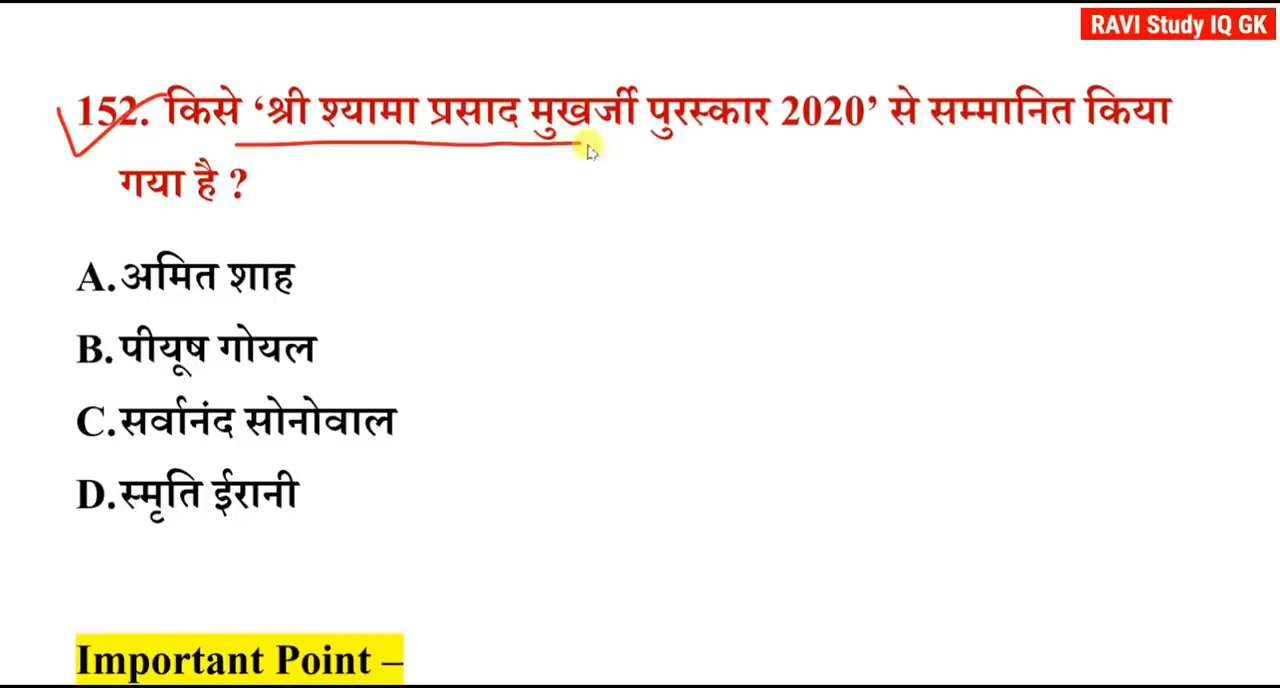 RAVI Study IQ GK
152. किसे ‘श्री श्यामा प्रसाद मुखर्जी पुरस्कार 2020’ से सम्मानित किया
गया है ?
A.अमित शाह
B.पीयूष गोयल
C.सर्वानंद सोनोवाल
D.स्मृति ईरानी
Important Point –